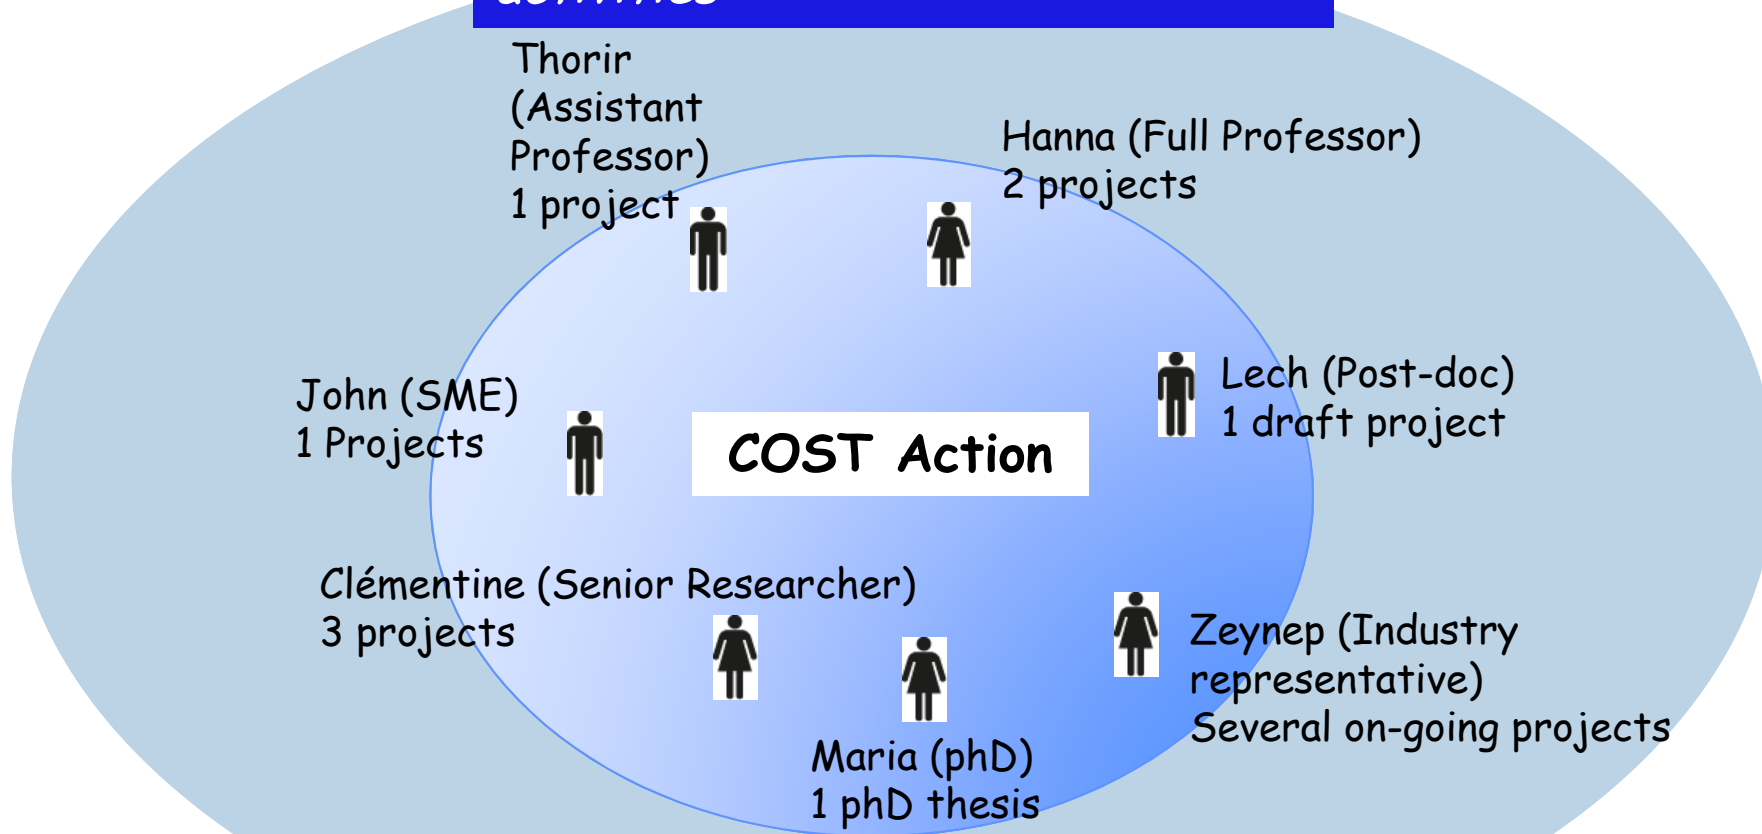 activities
Thorir
(Assistant
Professor)
1 project
Hanna (Full Professor)
2 projects
John (SME)
1 Projects
Lech (Post-doc)
1 draft project
COST Action
Clémentine (Senior Researcher)
3 projects
Zeynep (Industry
representative)
Several on-going projects
Maria (phD)
1 phD thesis